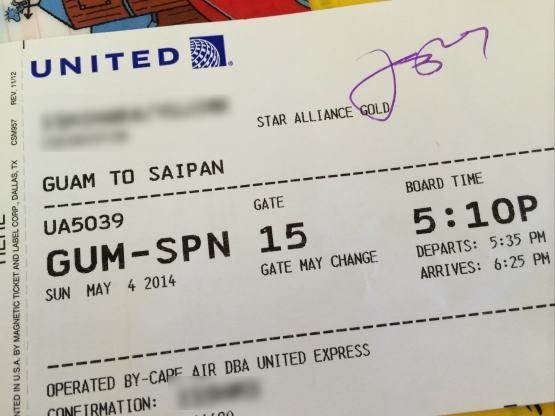 UNITED
STAR ALLIANCE GOLD
GUAM TO SAIPAN
UA5039
GUM-SPN
SUN MAY 4 2014
GATE
15
GATE MAY CHANGE
BOARD TIME
5:10P
DEPARTS: 5:35 PM
ARRIVES: 6:25 PM
OPERATED BY-CAPE AIR DBA UNITED EXPRESS
CONFIRMATION:
NTED IN U.S.A. BY MAGNETIC TICKET AND LABEL CORP., DALLAS, TX CSM957 REV. 11/12